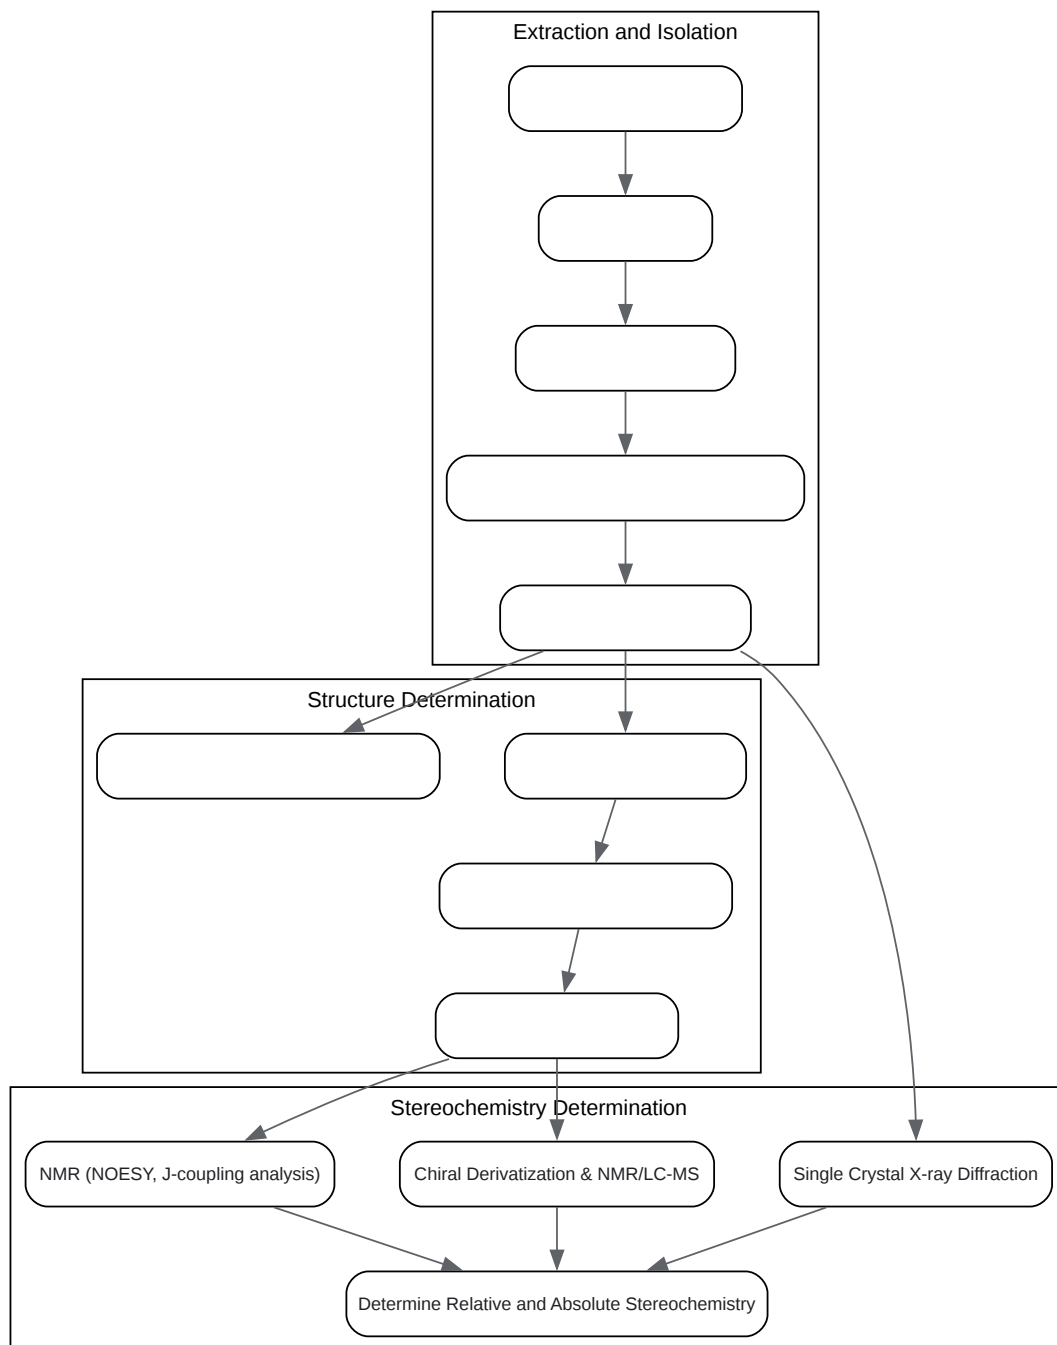 Extraction and Isolation
Structure Determination
Stereochemistry Determination
NMR (NOESY, J-coupling analysis)
Chiral Derivatization & NMR/LC-MS
Single Crystal X-ray Diffraction
Determine Relative and Absolute Stereochemistry